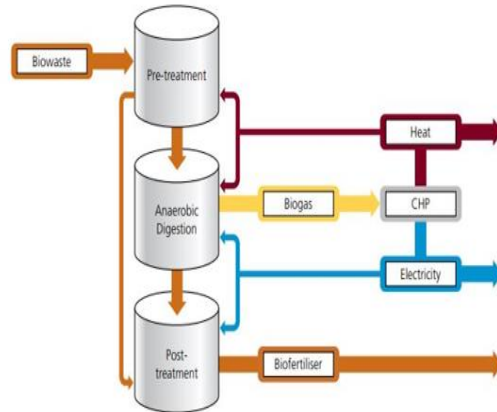 Biowaste
Pre-treatment
Heat
Anaerobic
Digestion
Biogas
CHP
Electricity
Post-
treatment
Biofertiliser